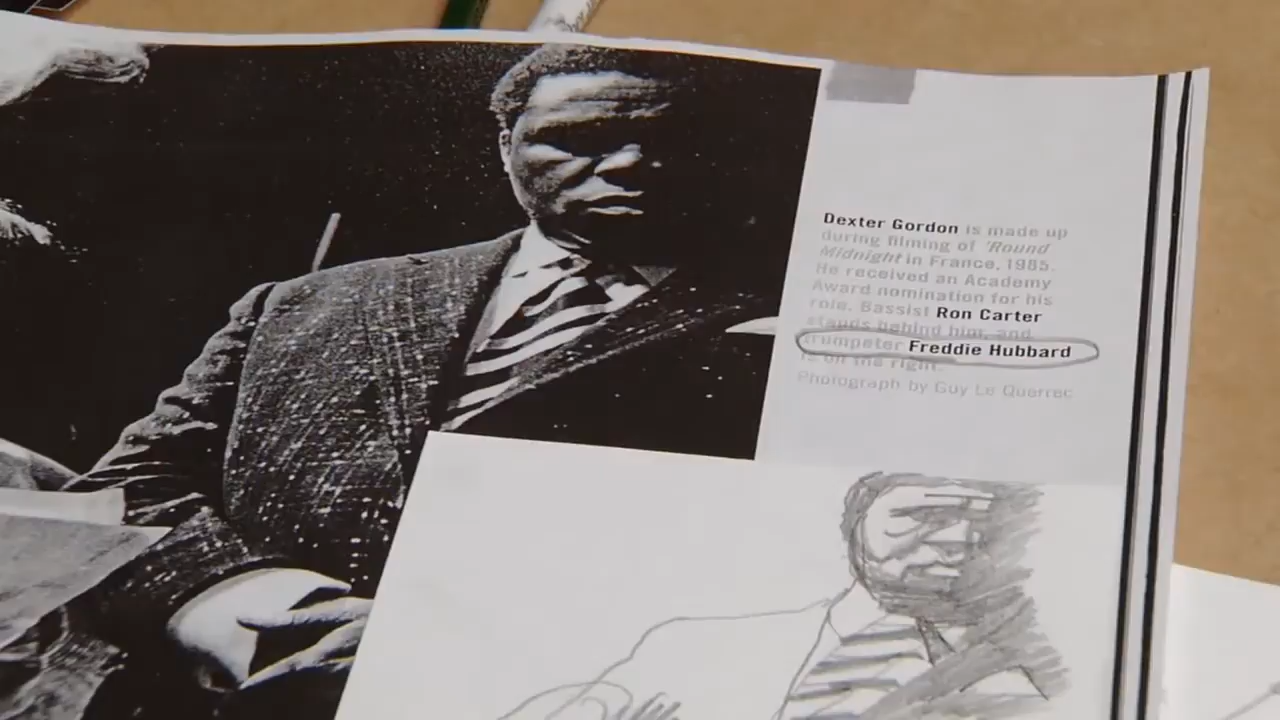 Dexter Gordon is made up
during filming of 'Round
Midnight in France, 1985.
He received an Academy
Award nomination for his
role. Bassist Ron Carter
stands behind him, and
trumpeter Freddie Hubbard
is on the right.
Photograph by Guy Le Querrec